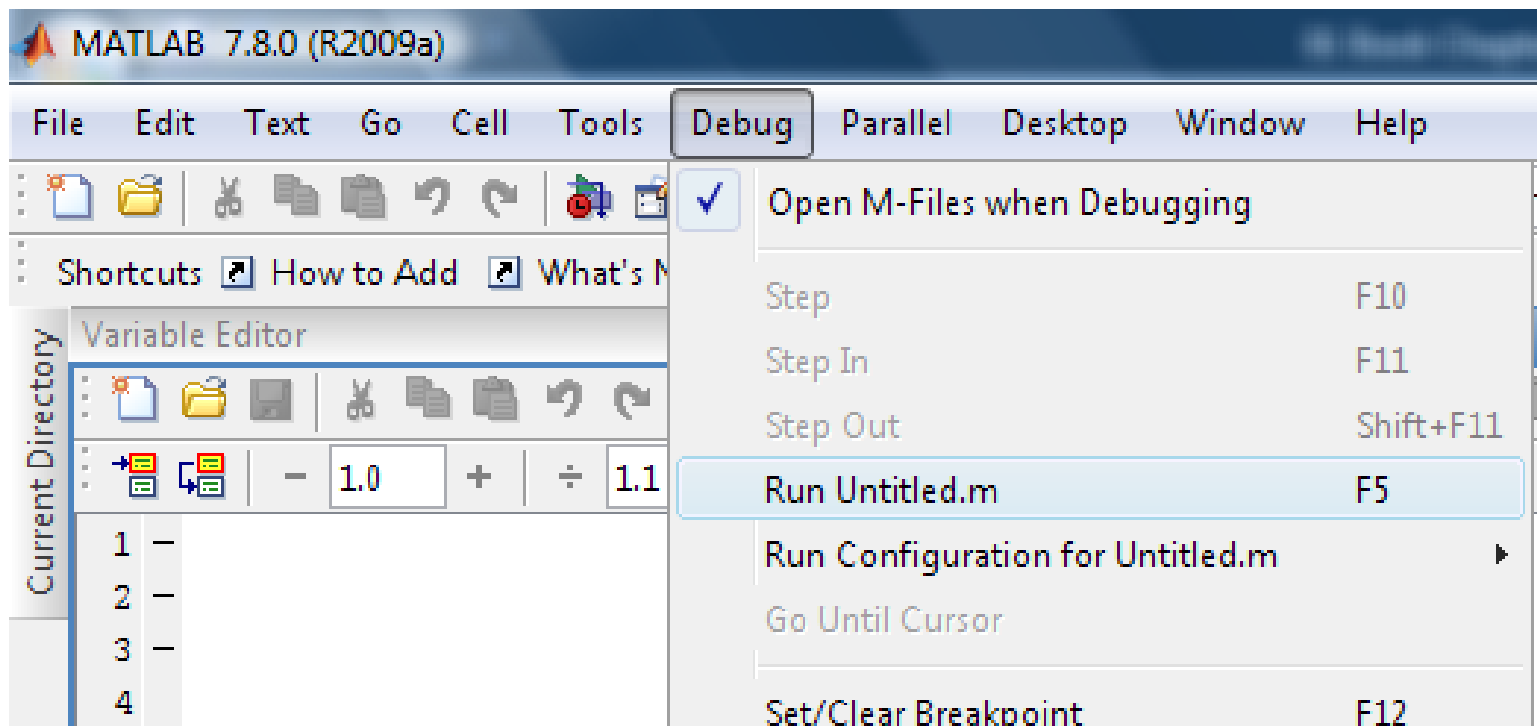 MATLAB 7.8.0 (R2009a)
File Edit Text Go Cell Tools Debug Parallel Desktop Window Help
Open M-Files when Debugging
Shortcuts How to Add What's
Step F10
Variable Editor
Step In F11
Current Directory
Step Out Shift+F11
1.0 1.1
Run Untitled.m F5
1
Run Configuration for Untitled.m
2
Go Until Cursor
3
4
Set/Clear Breakpoint F12